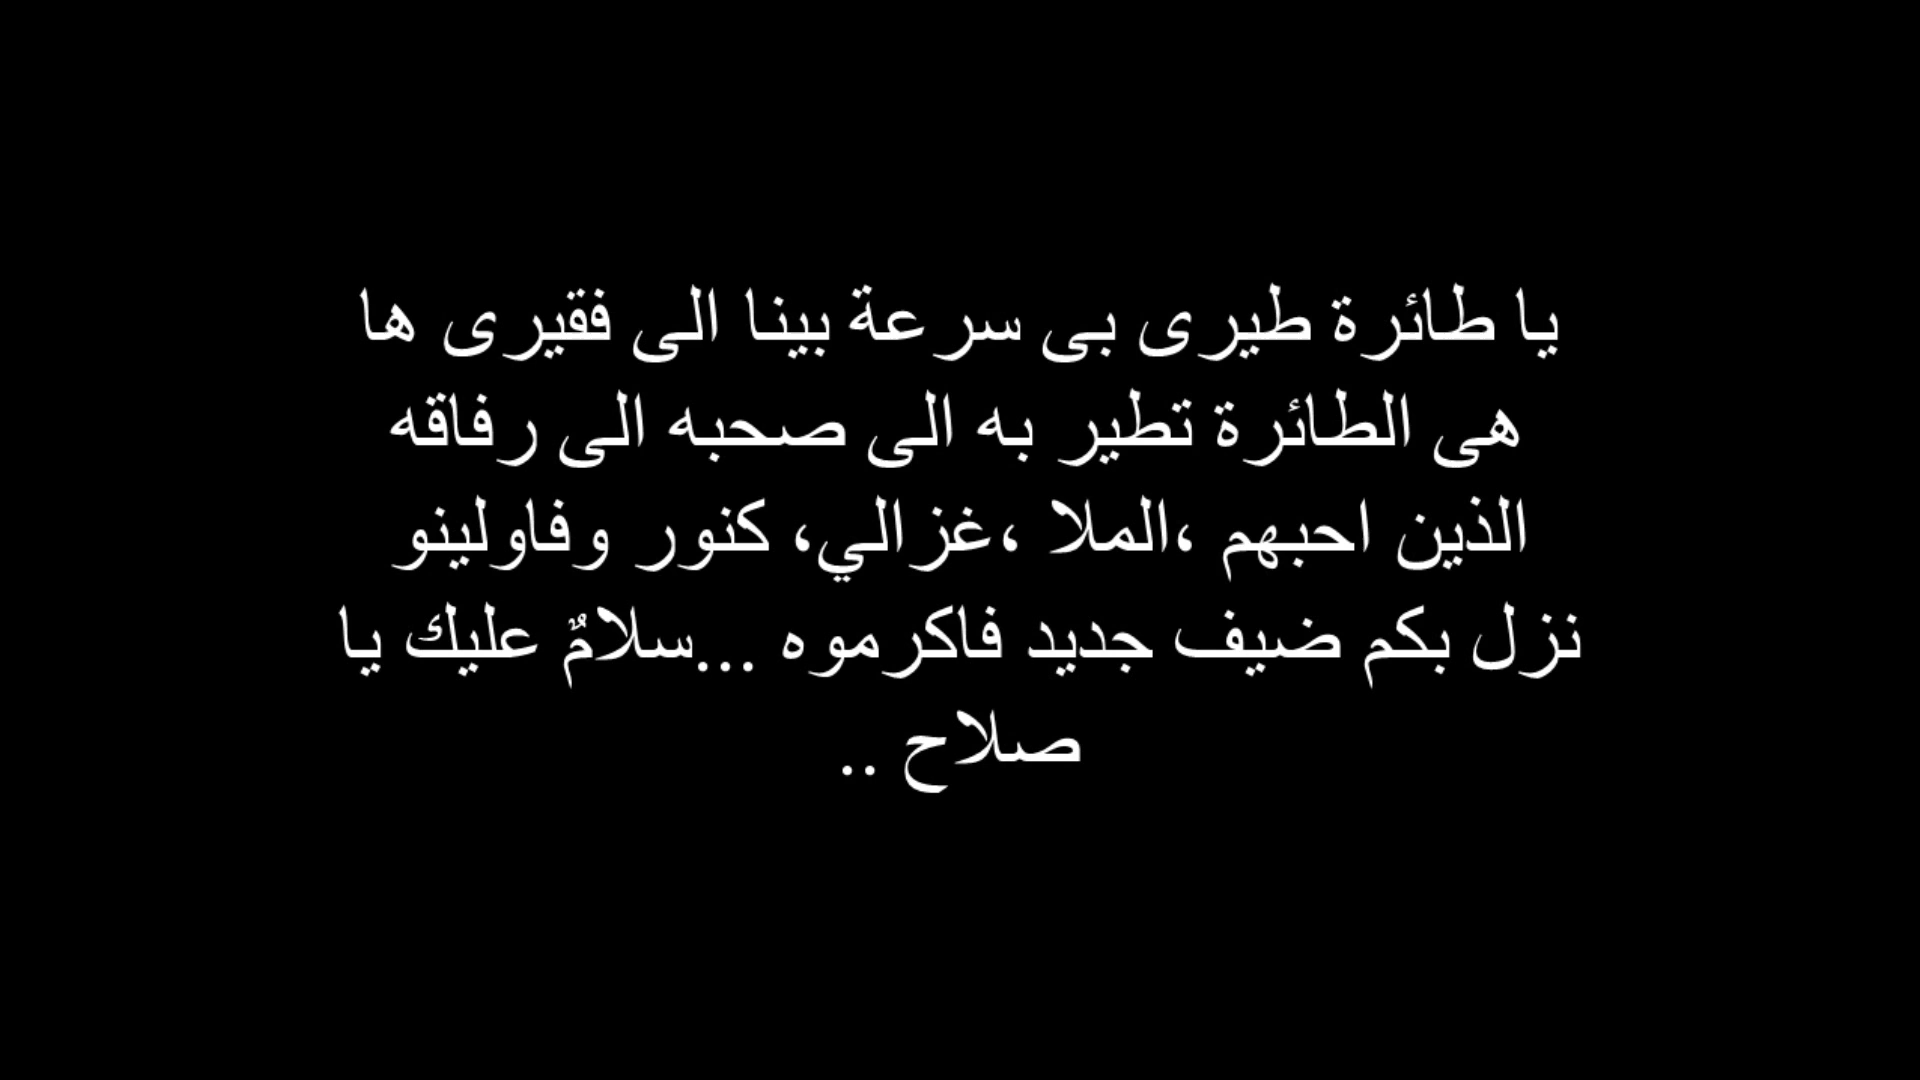 يا طائرة طيرى بى سرعة بينا الى فقيرى ها
هى الطائرة تطير به الى صحبه الى رفاقه
الذين احبهم ،الملا ،غزالي، كنور وفاولينو
نزل بكم ضيف جديد فاكرموه ...سلامٌ عليك يا
صلاح ..